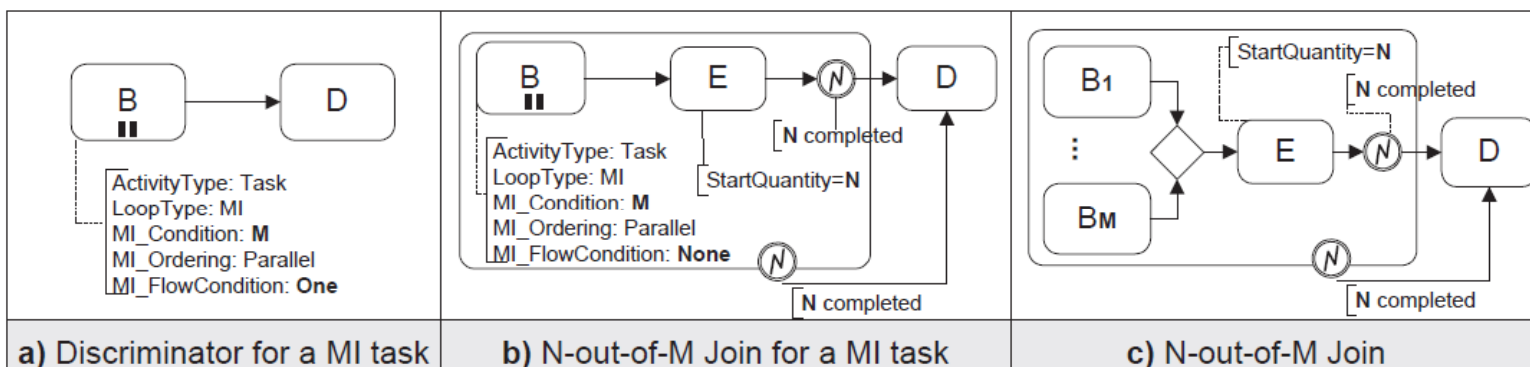 B
D
ActivityType: Task
LoopType: MI
MI_Condition: M
MI_Ordering: Parallel
MI_FlowCondition: One
a) Discriminator for a MI task
B
E
D
N completed
ActivityType: Task
LoopType: MI
MI_Condition: M
MI_Ordering: Parallel
MI_FlowCondition: None
StartQuantity=N
N completed
b) N-out-of-M Join for a MI task
StartQuantity=N
N completed
B1
⋮
BM
E
D
N completed
c) N-out-of-M Join